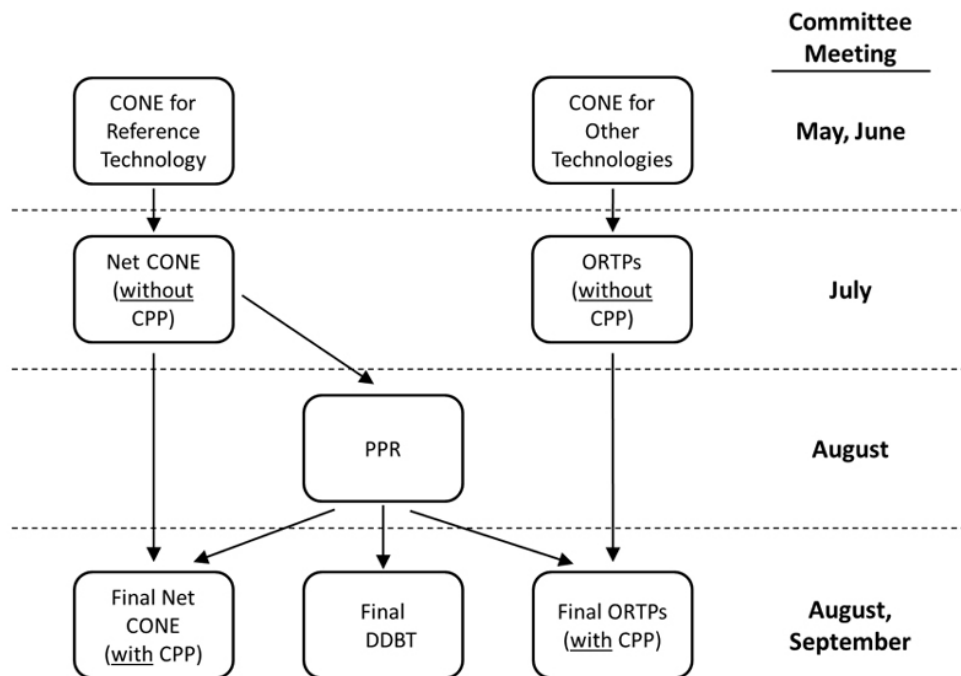 Committee
Meeting
CONE for
Reference
Technology
CONE for
Other
Technologies
May, June
Net CONE
(without
CPP)
ORTPs
(without
CPP)
July
PPR
August
Final Net
CONE
(with CPP)
Final
DDBT
Final ORTPs
(with CPP)
August,
September